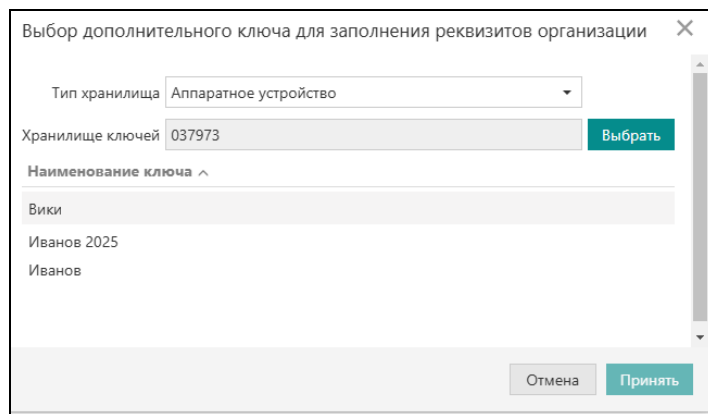 Выбор дополнительного ключа для заполнения реквизитов организации
Тип хранилища Аппаратное устройство
Хранилище ключей 037973 Выбрать
Наименование ключа
Вики
Иванов 2025
Иванов
Отмена Принять